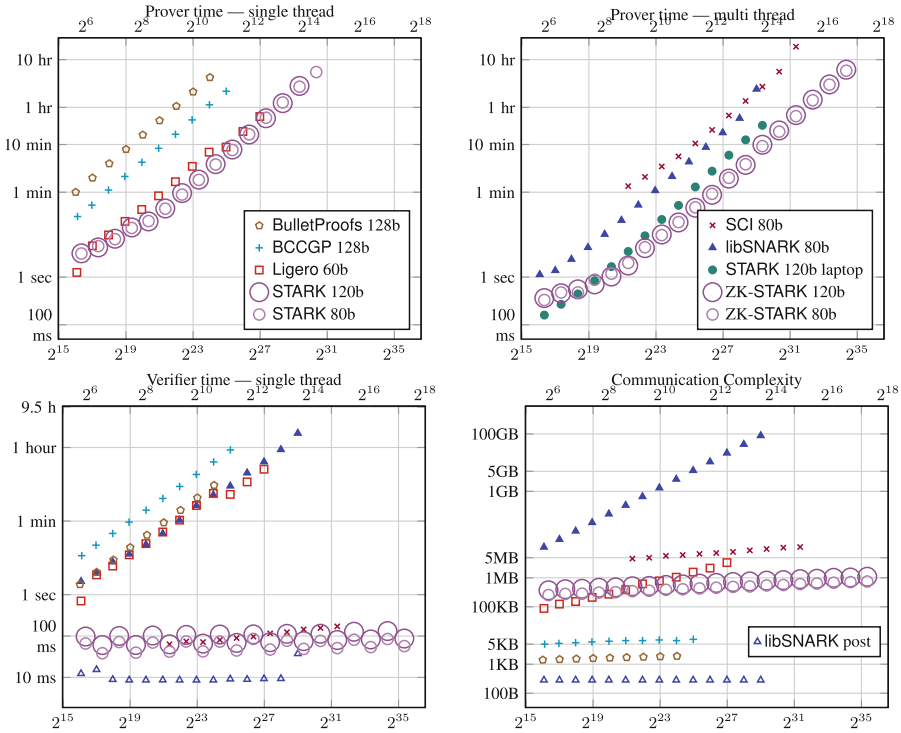 Prover time — single thread
2^6 2^8 2^10 2^12 2^14 2^16 2^18
10 hr
1 hr
10 min
1 min
1 sec
100
ms
BulletProofs 128b
BCCGP 128b
Ligero 60b
STARK 120b
STARK 80b
2^15 2^19 2^23 2^27 2^31 2^35
Prover time — multi thread
2^6 2^8 2^10 2^12 2^14 2^16 2^18
10 hr
1 hr
10 min
1 min
1 sec
100
ms
SCI 80b
libSNARK 80b
STARK 120b laptop
ZK-STARK 120b
ZK-STARK 80b
2^15 2^19 2^23 2^27 2^31 2^35
Verifier time — single thread
2^6 2^8 2^10 2^12 2^14 2^16 2^18
9.5 h
1 hour
1 min
1 sec
100
ms
10 ms
2^15 2^19 2^23 2^27 2^31 2^35
Communication Complexity
2^6 2^8 2^10 2^12 2^14 2^16 2^18
100GB
5GB
1GB
5MB
1MB
100KB
5KB
1KB
100B
libSNARK post
2^15 2^19 2^23 2^27 2^31 2^35